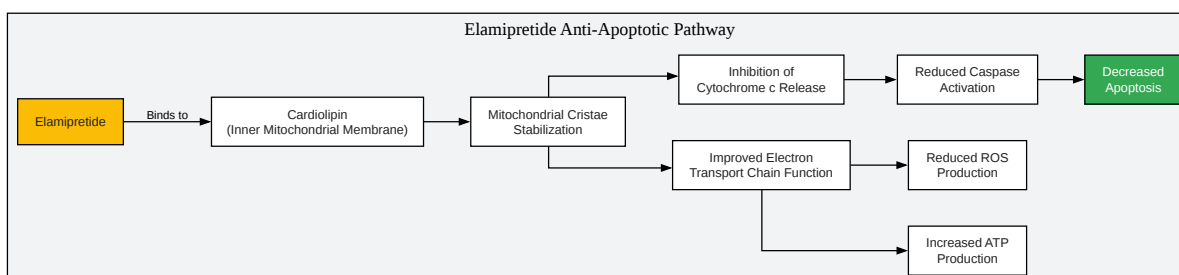 Elamipretide Anti-Apoptotic Pathway
Elamipretide
Binds to
Cardiolipin
(Inner Mitochondrial Membrane)
Mitochondrial Cristae
Stabilization
Inhibition of
Cytochrome c Release
Reduced Caspase
Activation
Decreased
Apoptosis
Improved Electron
Transport Chain Function
Reduced ROS
Production
Increased ATP
Production